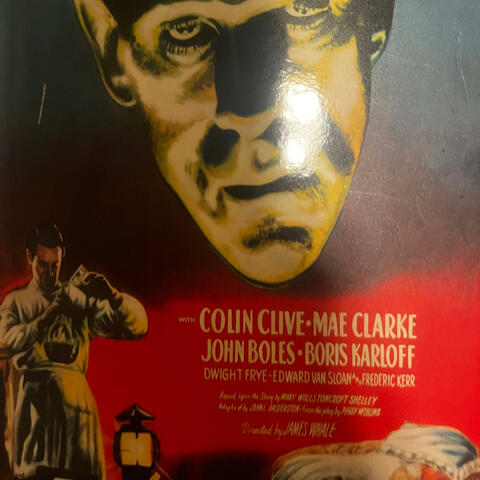 WITH COLIN CLIVE · MAE CLARKE
JOHN BOLES · BORIS KARLOFF
DWIGHT FRYE · EDWARD VAN SLOAN AND FREDERIC KERR
Based Upon the Story by MARY WOLLSTONCROFT SHELLEY
Adapted by JOHN L. BALDERSTON · From the play by PEGGY WEBLING
Directed by JAMES WHALE